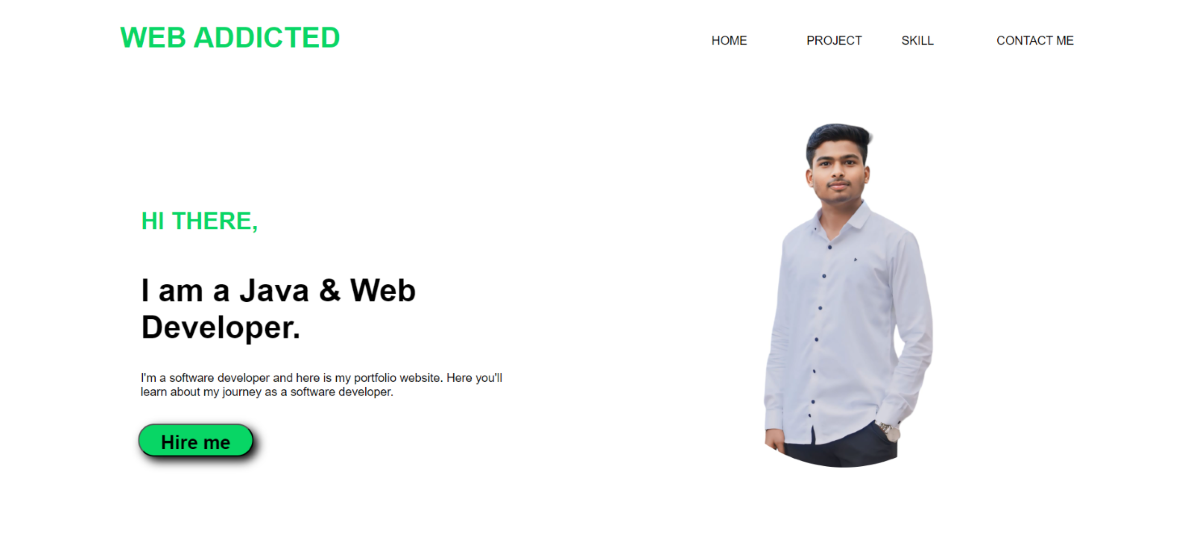 WEB ADDICTED
HOME PROJECT SKILL CONTACT ME
HI THERE,
I am a Java & Web
Developer.
I'm a software developer and here is my portfolio website. Here you'll
learn about my journey as a software developer.
Hire me